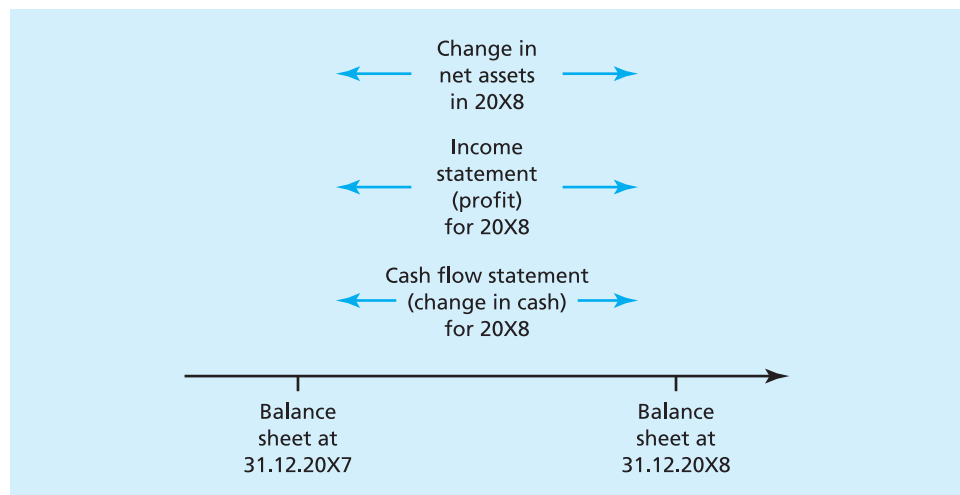 Change in
net assets
in 20X8
Income
statement
(profit)
for 20X8
Cash flow statement
(change in cash)
for 20X8
Balance
sheet at
31.12.20X7
Balance
sheet at
31.12.20X8